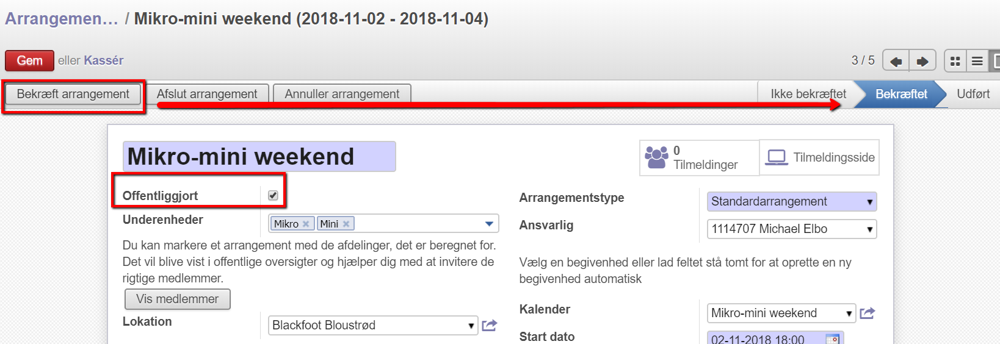 Arrangemen… / Mikro-mini weekend (2018-11-02 - 2018-11-04)
Gem eller Kassér
3 / 5
Bekræft arrangement Afslut arrangement Annuller arrangement
Ikke bekræftet Bekræftet Udført
Mikro-mini weekend
0
Tilmeldinger
Tilmeldingsside
Offentliggjort
Underenheder
Mikro × Mini ×
Du kan markere et arrangement med de afdelinger, det er beregnet for.
Det vil blive vist i offentlige oversigter og hjælper dig med at invitere de
rigtige medlemmer.
Vis medlemmer
Lokation Blackfoot Bloustrød
Arrangementstype Standardarrangement
Ansvarlig 1114707 Michael Elbo
Vælg en begivenhed eller lad feltet stå tomt for at oprette en ny
begivenhed automatisk
Kalender Mikro-mini weekend
Start dato 02-11-2018 18:00